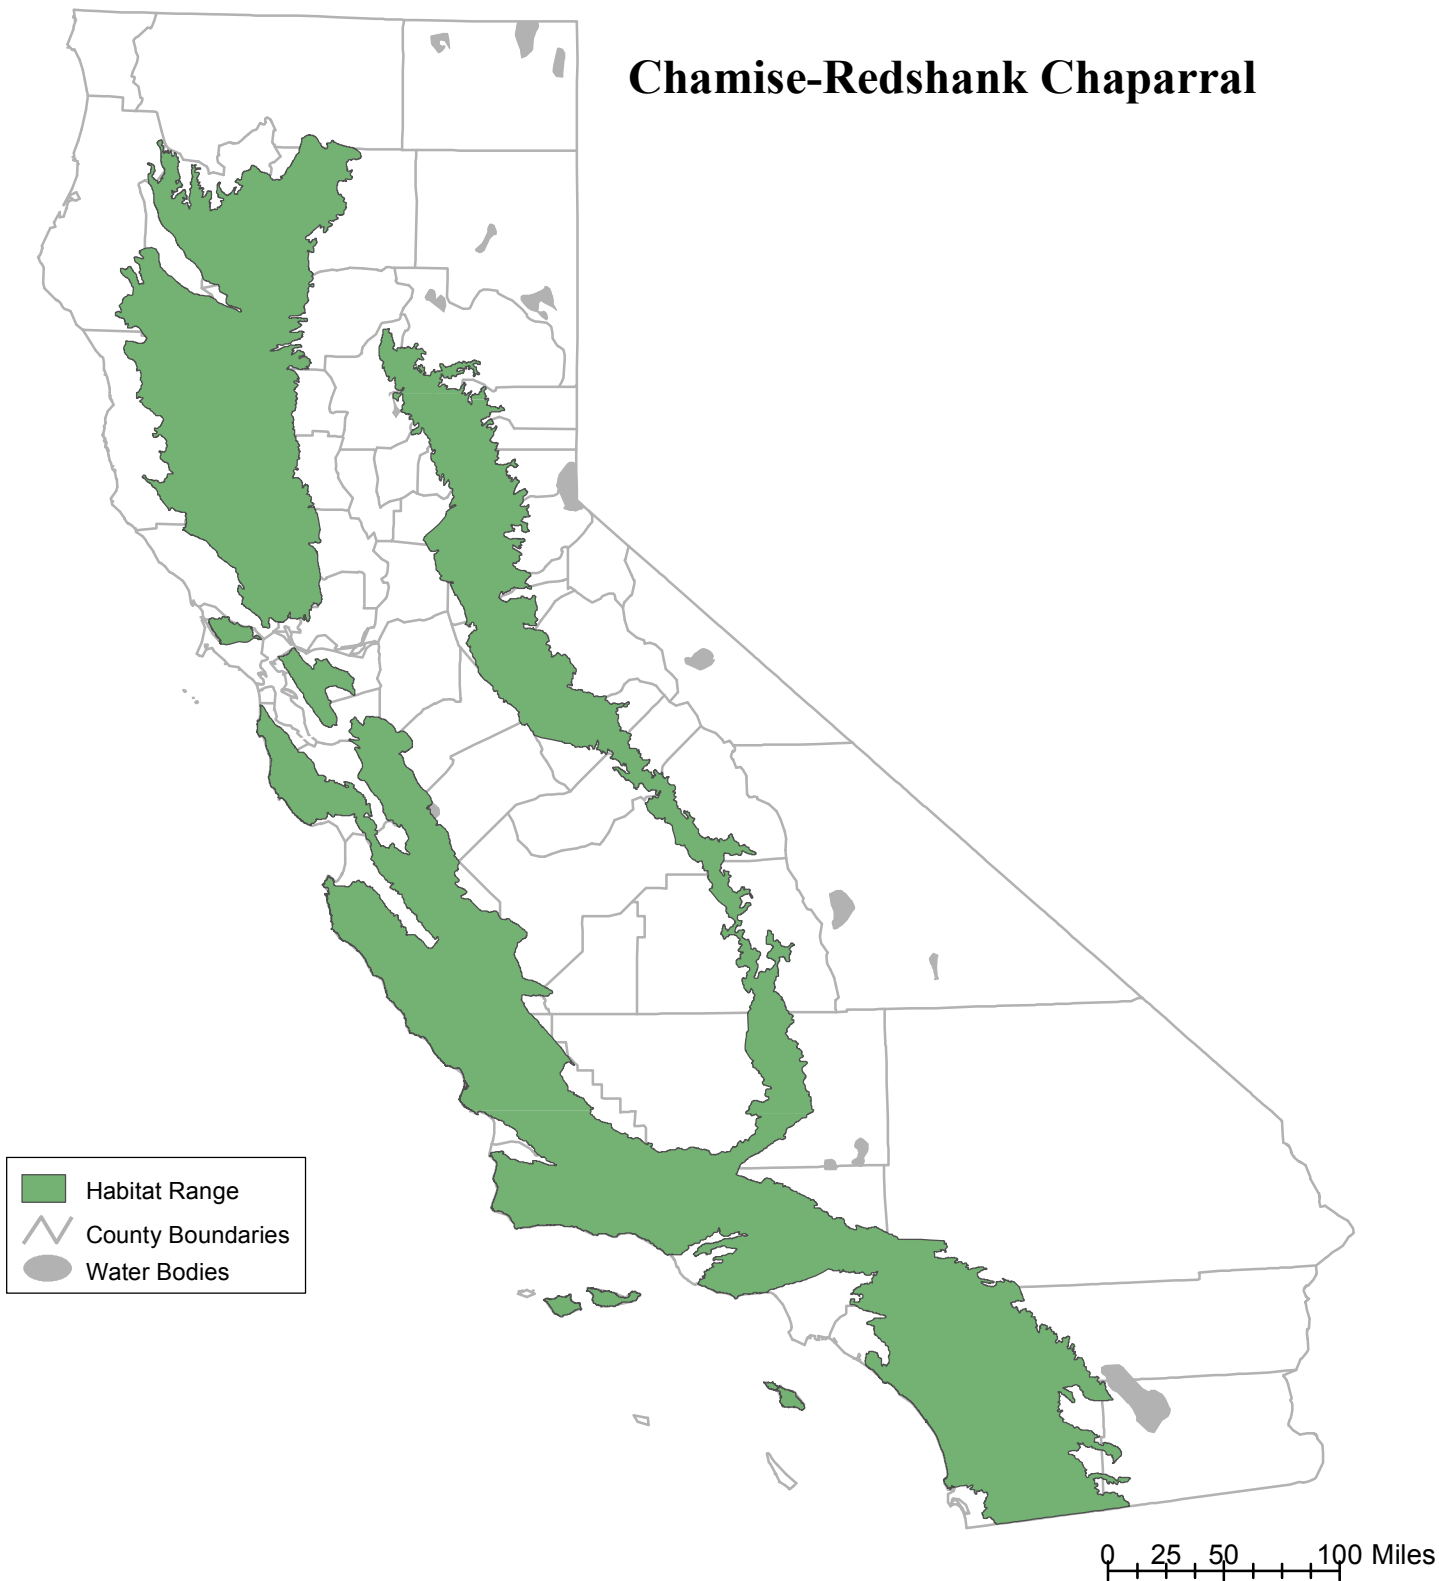 Chamise-Redshank Chaparral
Habitat Range
County Boundaries
Water Bodies
0 25 50 100 Miles